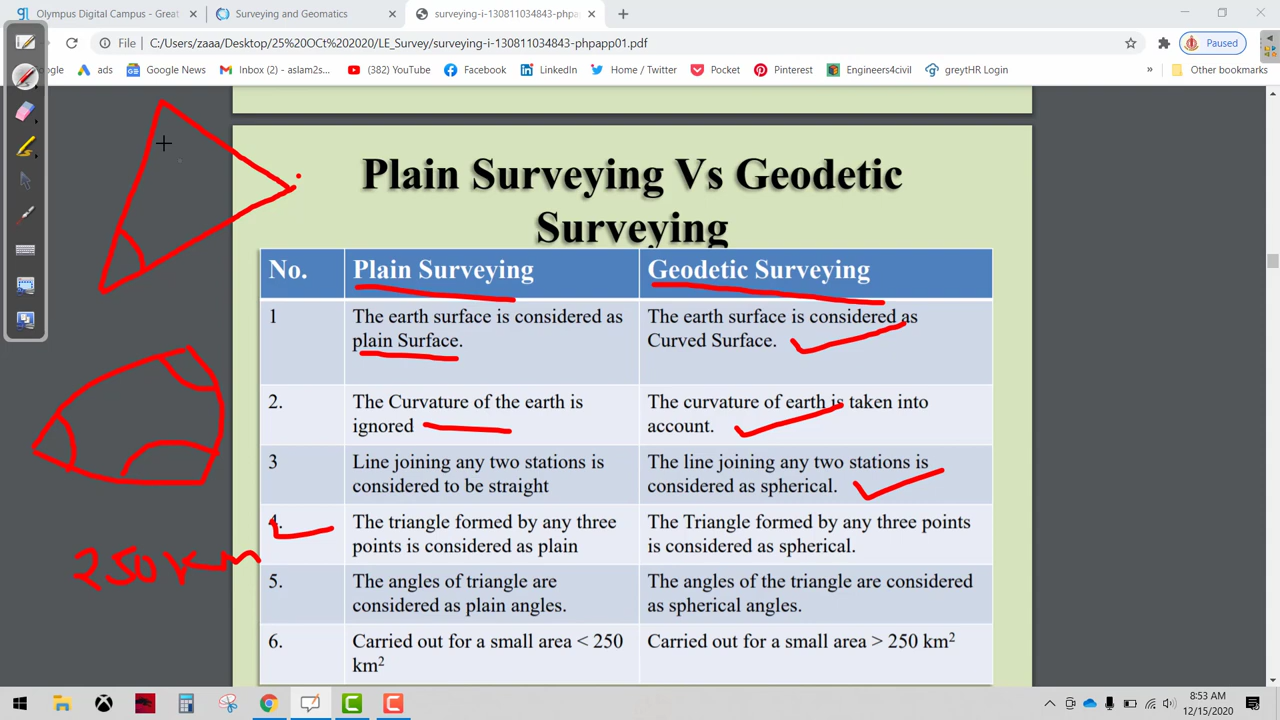 Olympus Digital Campus - Great
Surveying and Geomatics
surveying-i-130811034843-phpapp01.pdf
File
C:/Users/zaaa/Desktop/25%20OCt%202020/LE_Survey/surveying-i-130811034843-phpapp01.pdf
Paused
ogle
ads
Google News
Inbox (2) - aslam2s...
(382) YouTube
Facebook
LinkedIn
Home / Twitter
Pocket
Pinterest
Engineers4civil
greytHR Login
»
Other bookmarks
Plain Surveying Vs Geodetic
Surveying
No.
Plain Surveying
Geodetic Surveying
1
The earth surface is considered as
plain Surface.
The earth surface is considered as
Curved Surface.
2.
The Curvature of the earth is
ignored
The curvature of earth is taken into
account.
3
Line joining any two stations is
considered to be straight
The line joining any two stations is
considered as spherical.
4.
The triangle formed by any three
points is considered as plain
The Triangle formed by any three points
is considered as spherical.
5.
The angles of triangle are
considered as plain angles.
The angles of the triangle are considered
as spherical angles.
6.
Carried out for a small area < 250
km²
Carried out for a small area > 250 km²
250 Km
8:53 AM
12/15/2020